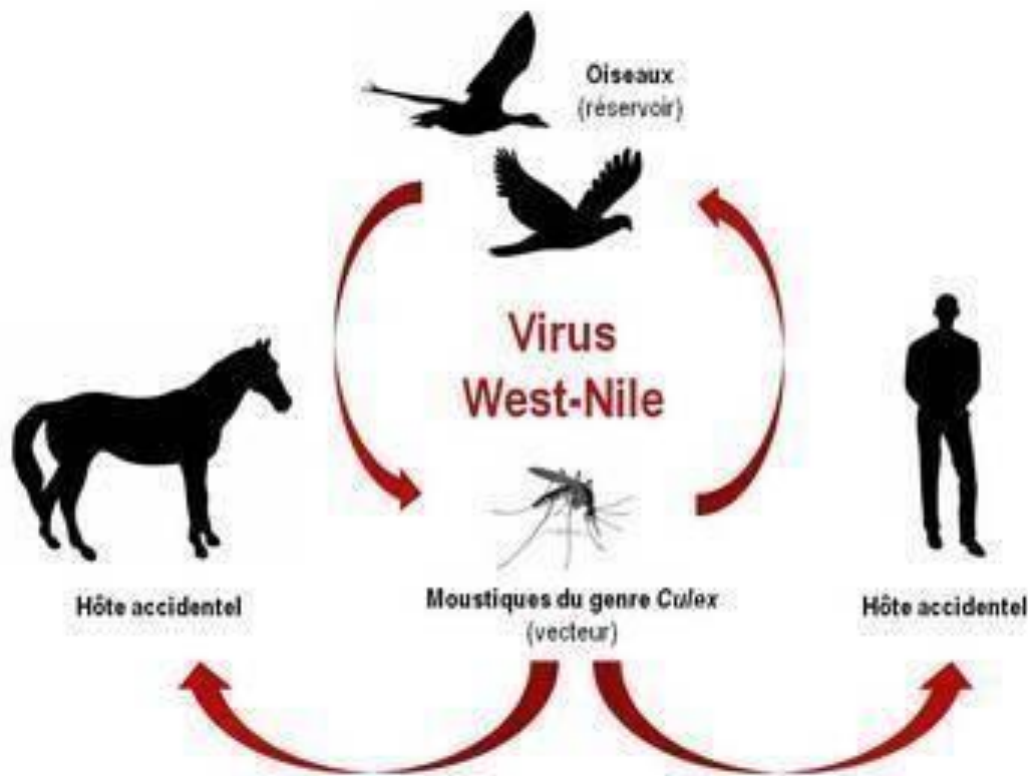 Oiseaux
(réservoir)
Virus
West-Nile
Hôte accidentel
Moustiques du genre Culex
(vecteur)
Hôte accidentel